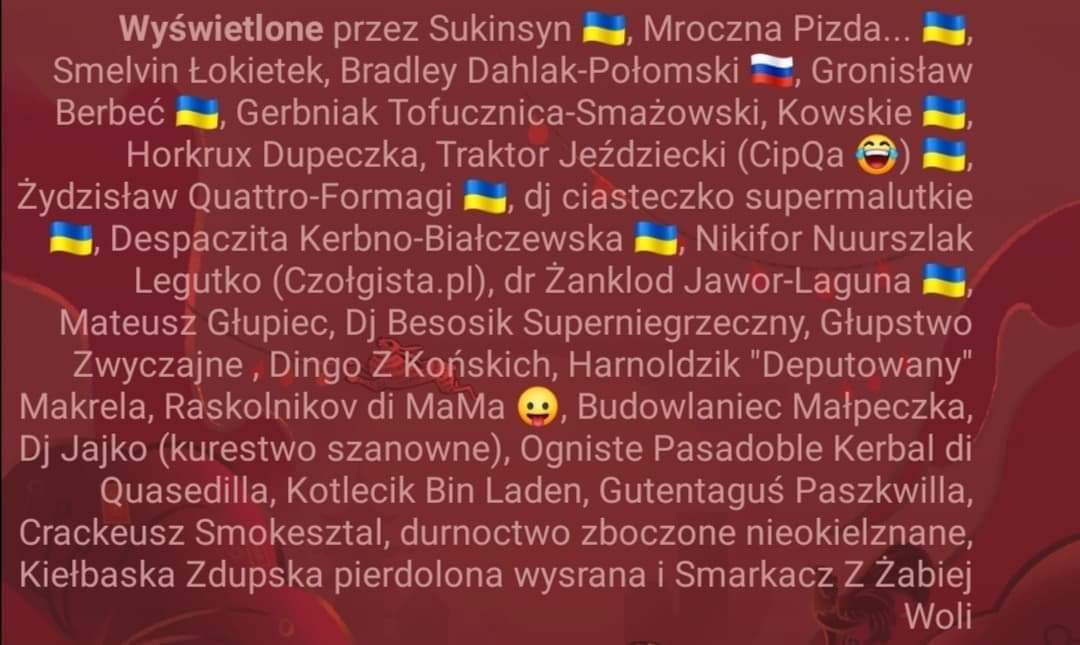 Wyświetlone przez Sukinsyn 🇺🇦, Mroczna Pizda... 🇺🇦,
Smelvin Łokietek, Bradley Dahlak-Połomski 🇷🇺, Gronisław
Berbeć 🇺🇦, Gerbniak Tofucznica-Smażowski, Kowskie 🇺🇦,
Horkrux Dupeczka, Traktor Jeździecki (CipQa 😂) 🇺🇦,
Żydzisław Quattro-Formagi 🇺🇦, dj ciasteczko supermalutkie
🇺🇦, Despaczita Kerbno-Białczewska 🇺🇦, Nikifor Nuurszlak
Legutko (Czołgista.pl), dr Żanklod Jawor-Laguna 🇺🇦,
Mateusz Głupiec, Dj Besosik Superniegrzeczny, Głupstwo
Zwyczajne , Dingo Z Końskich, Harnoldzik "Deputowany"
Makrela, Raskolnikov di MaMa 😛, Budowlaniec Małpeczka,
Dj Jajko (kurestwo szanowne), Ogniste Pasadoble Kerbal di
Quasedilla, Kotlecik Bin Laden, Gutentaguś Paszkwilla,
Crackeusz Smokesztal, durnoctwo zboczone nieokielznane,
Kiełbaska Zdupska pierdolona wysrana i Smarkacz Z Żabiej
Woli